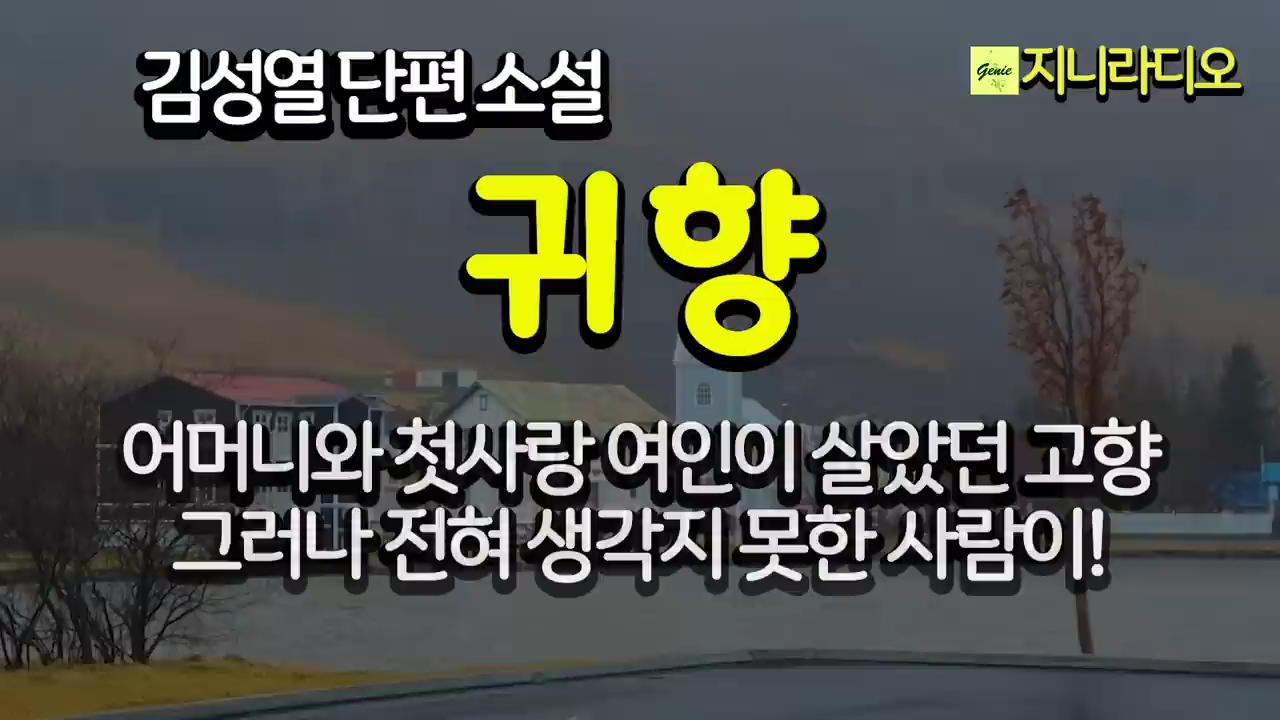 김성열 단편 소설
Genie 지니라디오
귀향
어머니와 첫사랑 여인이 살았던 고향
그러나 전혀 생각지 못한 사람이!